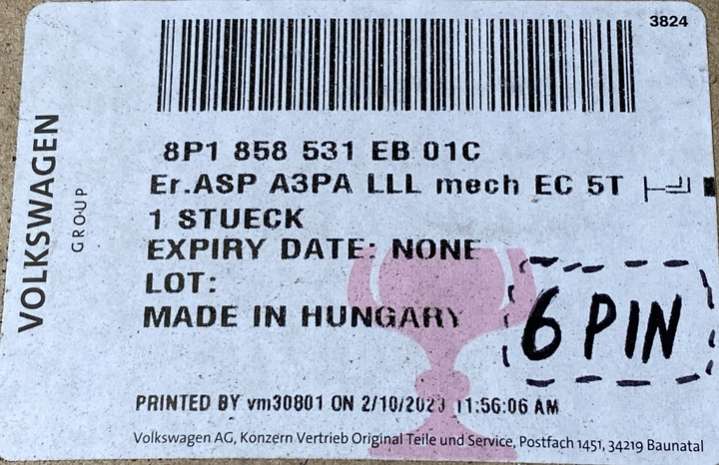 3824
VOLKSWAGEN
GROUP
8P1 858 531 EB 01C
Er.ASP A3PA LLL mech EC 5T
1 STUECK
EXPIRY DATE: NONE
LOT:
MADE IN HUNGARY
6 PIN
PRINTED BY vm30801 ON 2/10/2023 11:56:06 AM
Volkswagen AG, Konzern Vertrieb Original Teile und Service, Postfach 1451, 34219 Baunatal